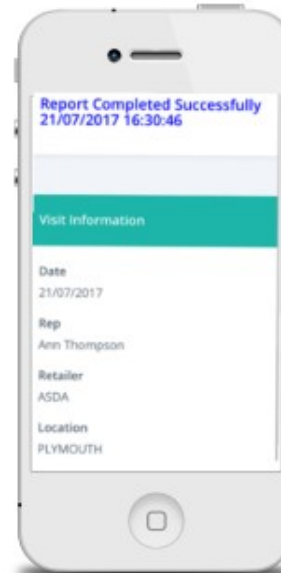 Report Completed Successfully
21/07/2017 16:30:46
Visit Information
Date
21/07/2017
Rep
Ann Thompson
Retailer
ASDA
Location
PLYMOUTH